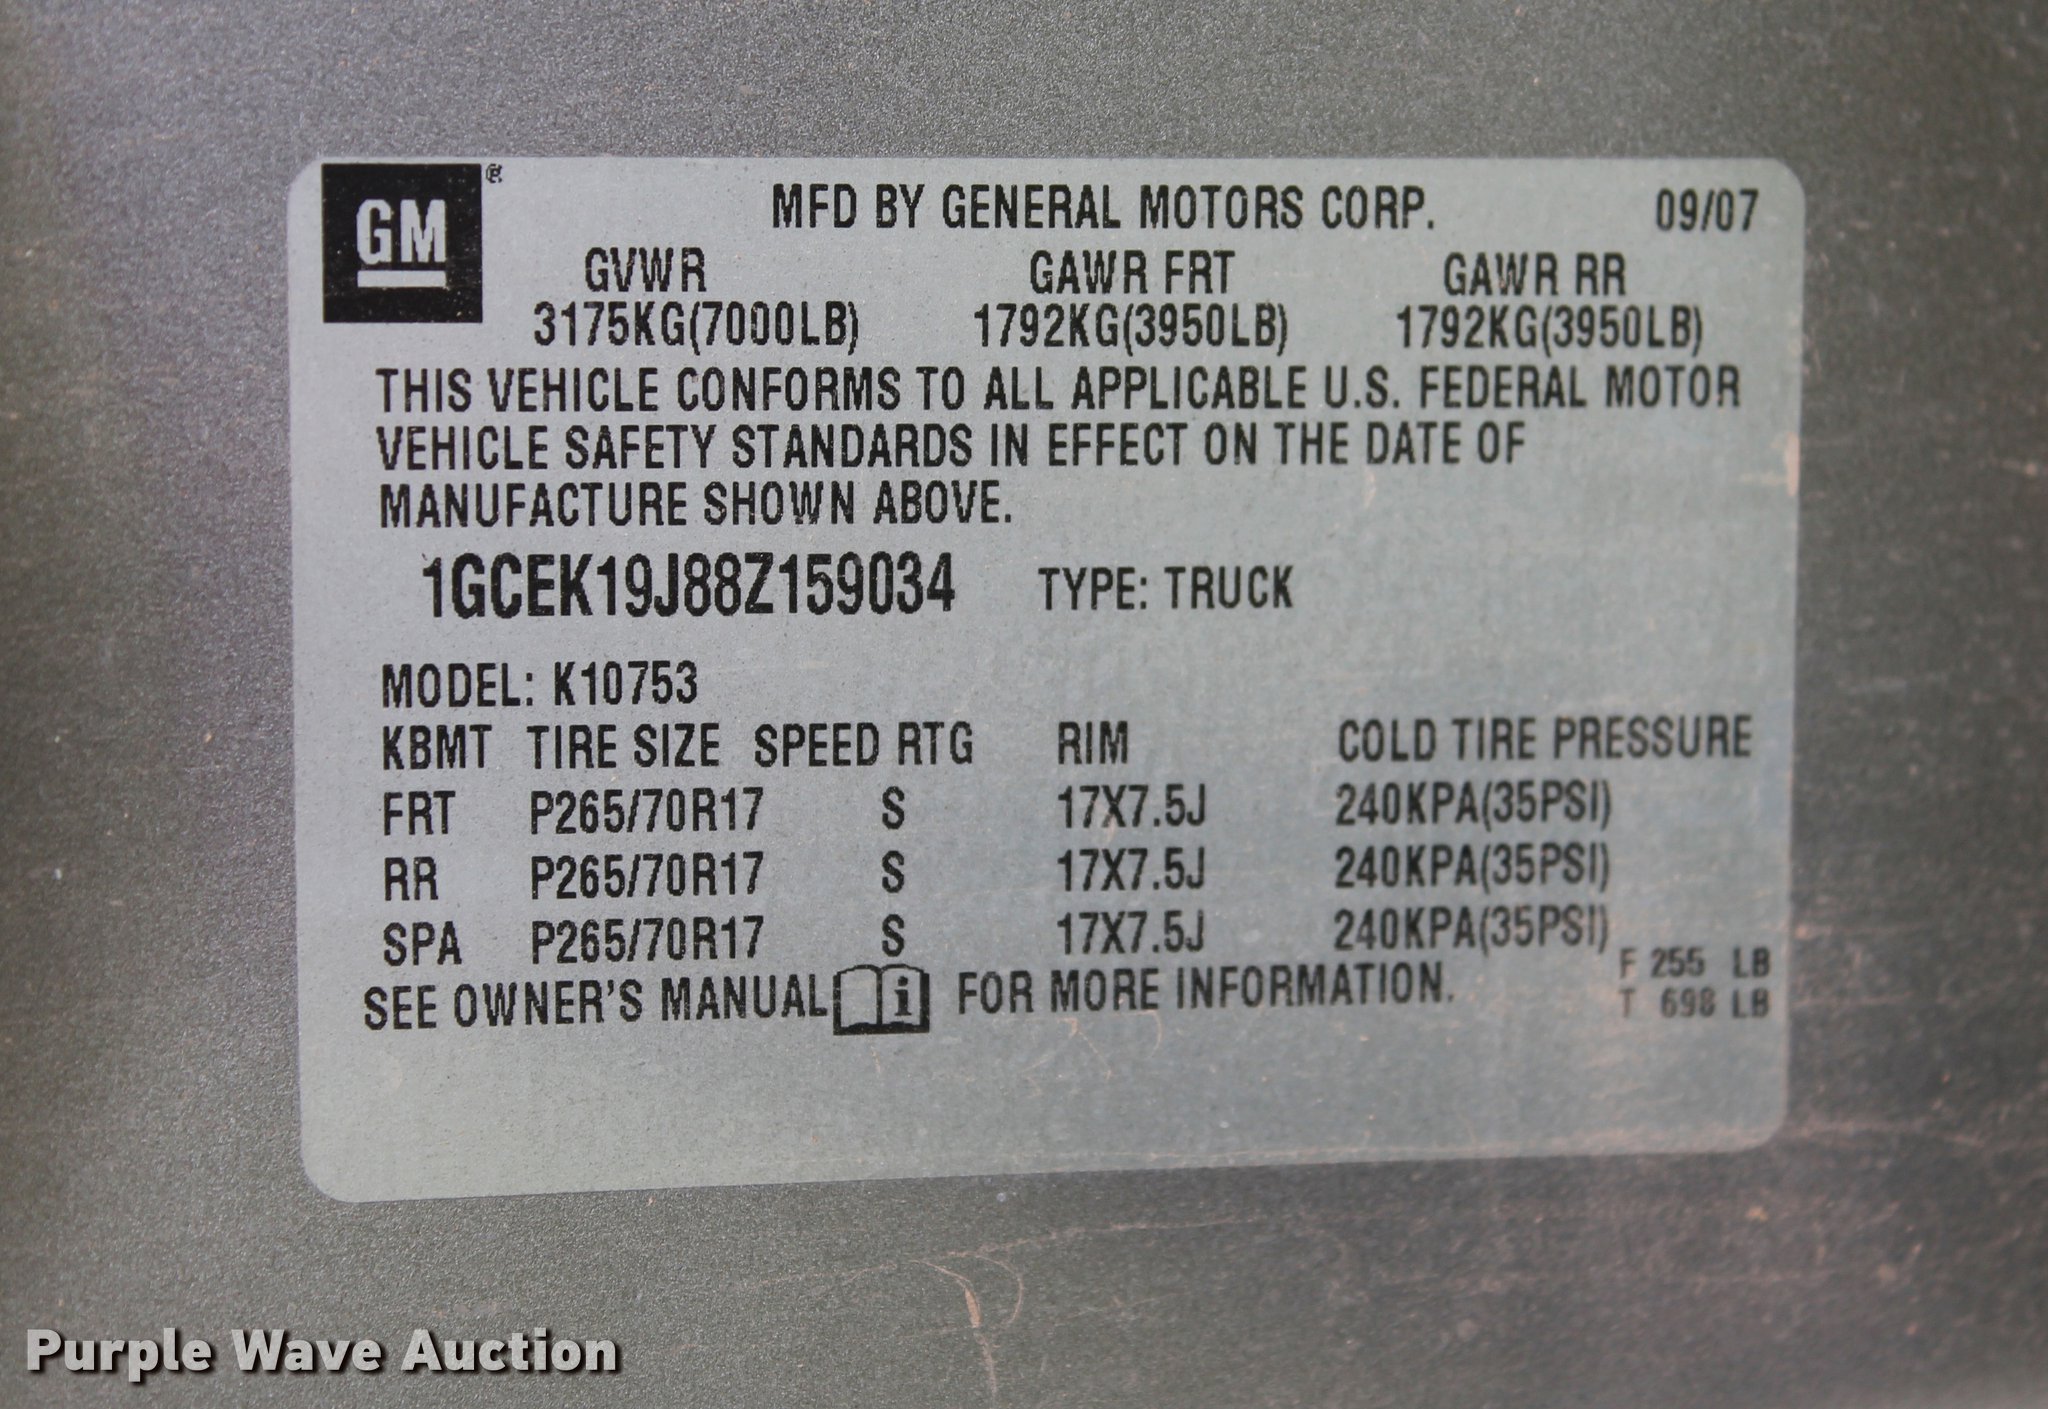 GM®
MFD BY GENERAL MOTORS CORP. 09/07
GVWR GAWR FRT GAWR RR
3175KG(7000LB) 1792KG(3950LB) 1792KG(3950LB)
THIS VEHICLE CONFORMS TO ALL APPLICABLE U.S. FEDERAL MOTOR
VEHICLE SAFETY STANDARDS IN EFFECT ON THE DATE OF
MANUFACTURE SHOWN ABOVE.
1GCEK19J88Z159034 TYPE: TRUCK
MODEL: K10753
KBMT TIRE SIZE SPEED RTG RIM COLD TIRE PRESSURE
FRT P265/70R17 S 17X7.5J 240KPA(35PSI)
RR P265/70R17 S 17X7.5J 240KPA(35PSI)
SPA P265/70R17 S 17X7.5J 240KPA(35PSI)
F 255 LB
SEE OWNER'S MANUAL i FOR MORE INFORMATION. T 698 LB
Purple Wave Auction